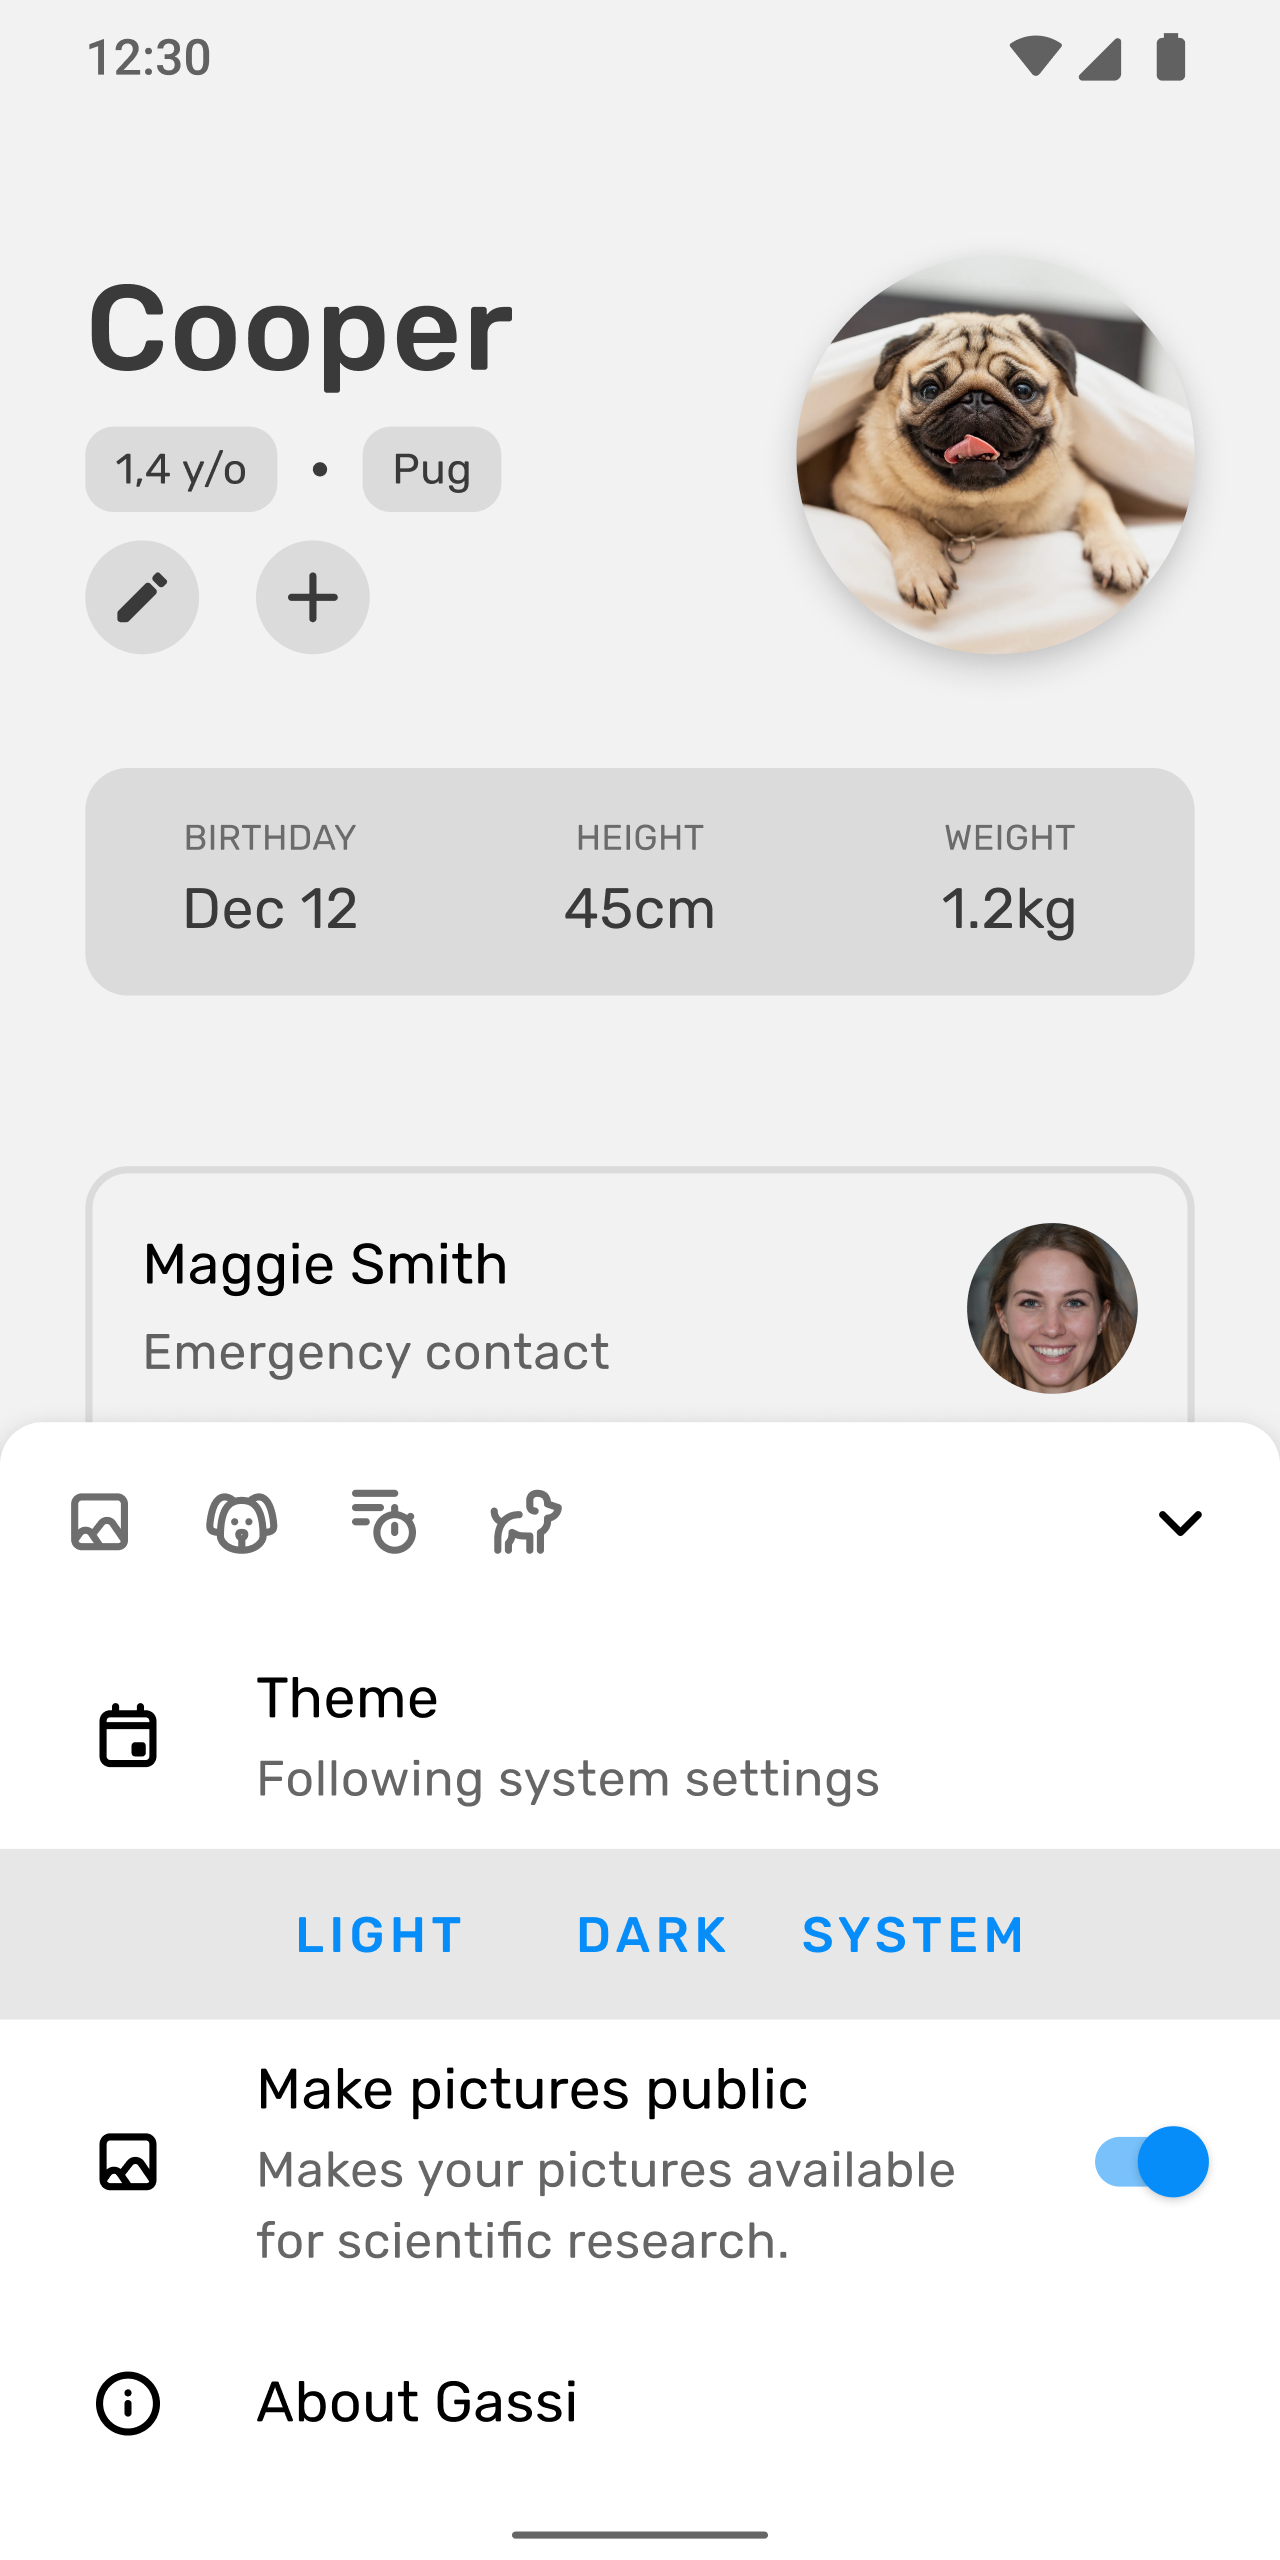 12:30
Cooper
1,4 y/o • Pug
BIRTHDAY HEIGHT WEIGHT
Dec 12 45cm 1.2kg
Maggie Smith
Emergency contact
Theme
Following system settings
LIGHT DARK SYSTEM
Make pictures public
Makes your pictures available
for scientific research.
About Gassi